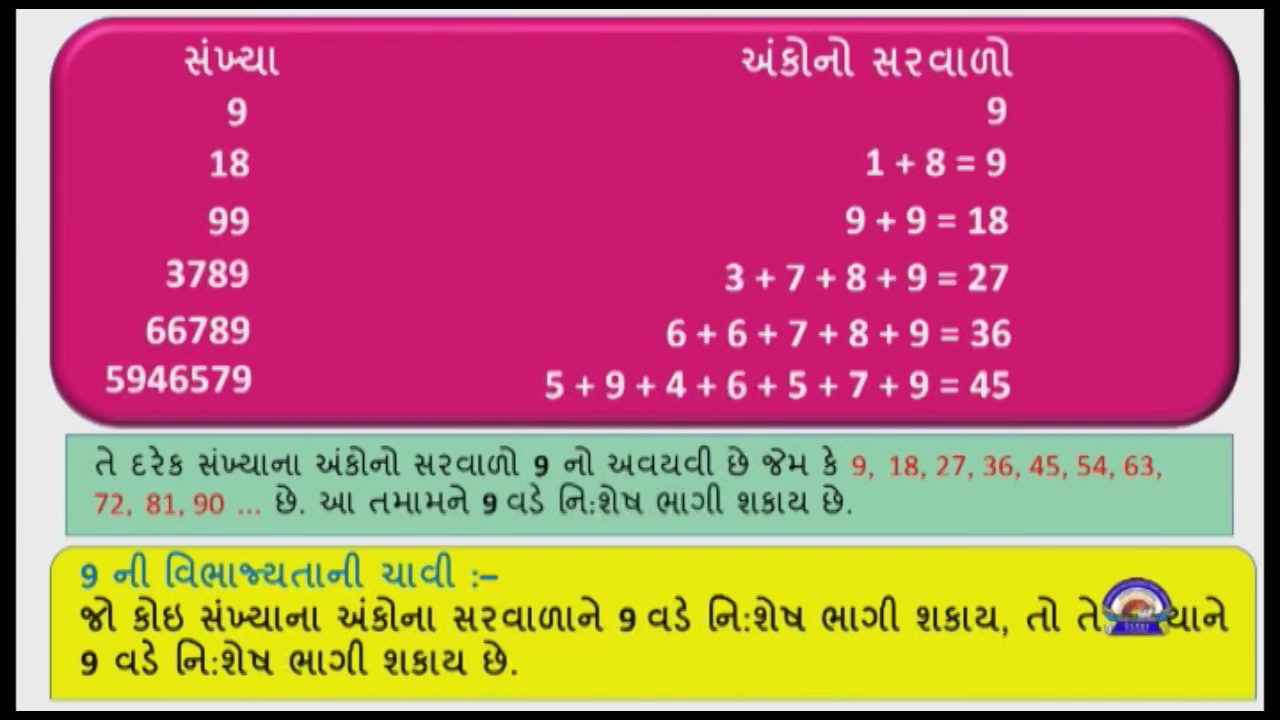 સંખ્યા અંકોનો સરવાળો
9 9
18 1 + 8 = 9
99 9 + 9 = 18
3789 3 + 7 + 8 + 9 = 27
66789 6 + 6 + 7 + 8 + 9 = 36
5946579 5 + 9 + 4 + 6 + 5 + 7 + 9 = 45
તે દરેક સંખ્યાના અંકોનો સરવાળો 9 નો અવયવી છે જેમ કે 9, 18, 27, 36, 45, 54, 63,
72, 81, 90 ... છે. આ તમામને 9 વડે નિ:શેષ ભાગી શકાય છે.
9 ની વિભાજ્યતાની ચાવી :–
જો કોઇ સંખ્યાના અંકોના સરવાળાને 9 વડે નિ:શેષ ભાગી શકાય, તો તે યાને
9 વડે નિ:શેષ ભાગી શકાય છે.